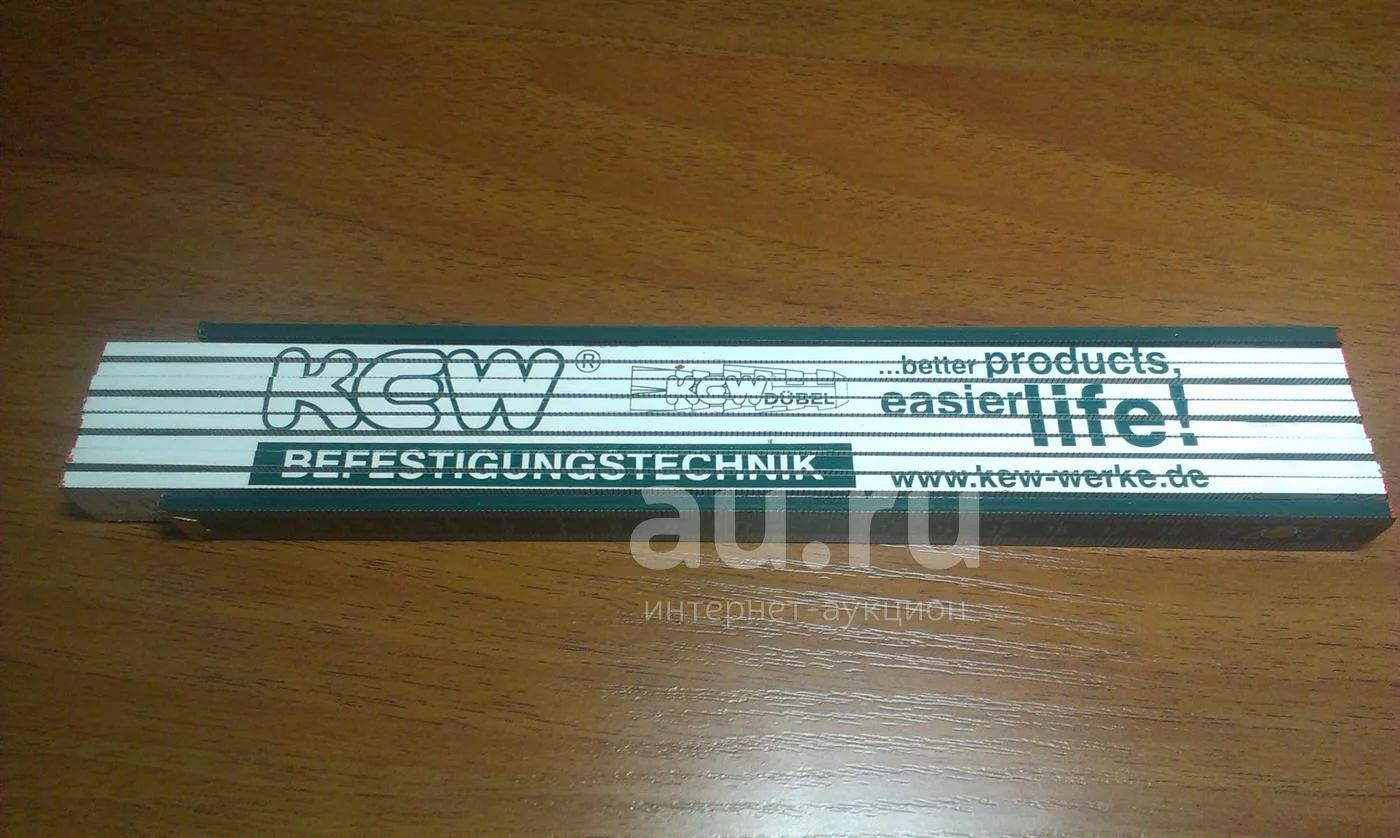 KEW®
KEW DÜBEL
BEFESTIGUNGSTECHNIK
...better products,
easier life!
www.kew-werke.de
au.ru
интернет-аукцион